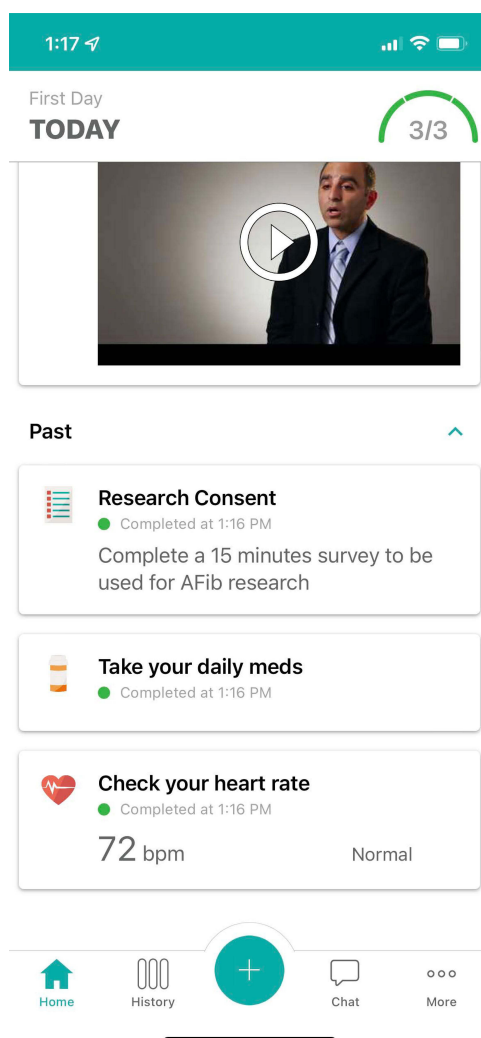 1:17
First Day
TODAY
3/3
Past
Research Consent
Completed at 1:16 PM
Complete a 15 minutes survey to be
used for AFib research
Take your daily meds
Completed at 1:16 PM
Check your heart rate
Completed at 1:16 PM
72 bpm Normal
Home History Chat More